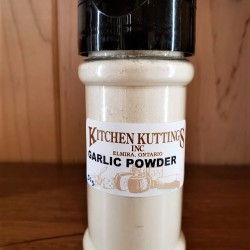 KITCHEN KUTTINGS
INC
ELMIRA, ONTARIO
GARLIC POWDER